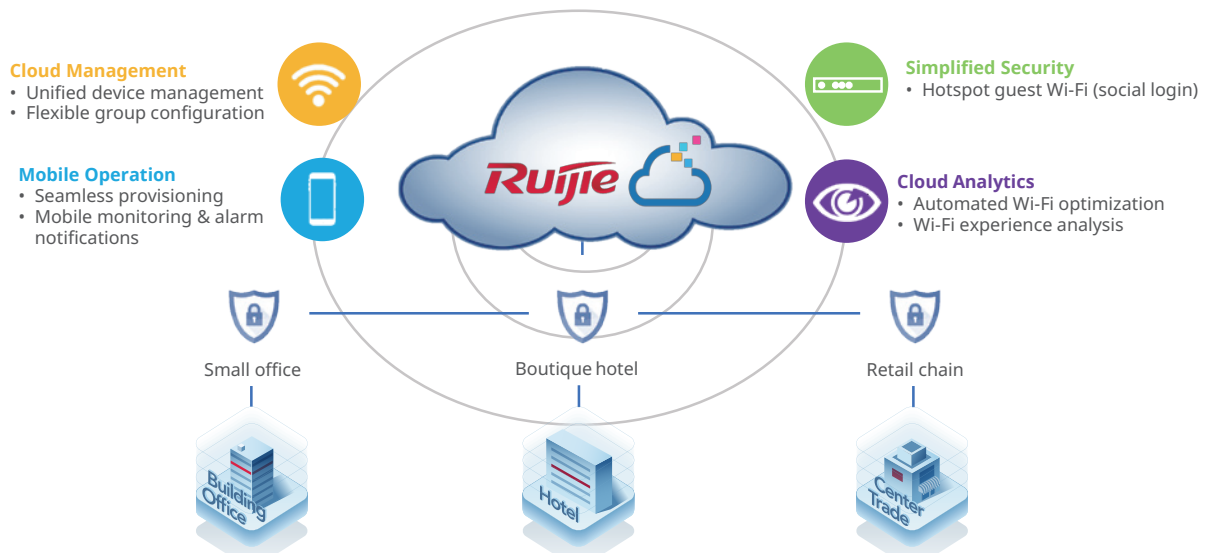 Cloud Management
• Unified device management
• Flexible group configuration
Mobile Operation
• Seamless provisioning
• Mobile monitoring & alarm
notifications
Ruijie
Simplified Security
• Hotspot guest Wi-Fi (social login)
Cloud Analytics
• Automated Wi-Fi optimization
• Wi-Fi experience analysis
Small office
Boutique hotel
Retail chain
Building
Office
Hotel
Center
Trade